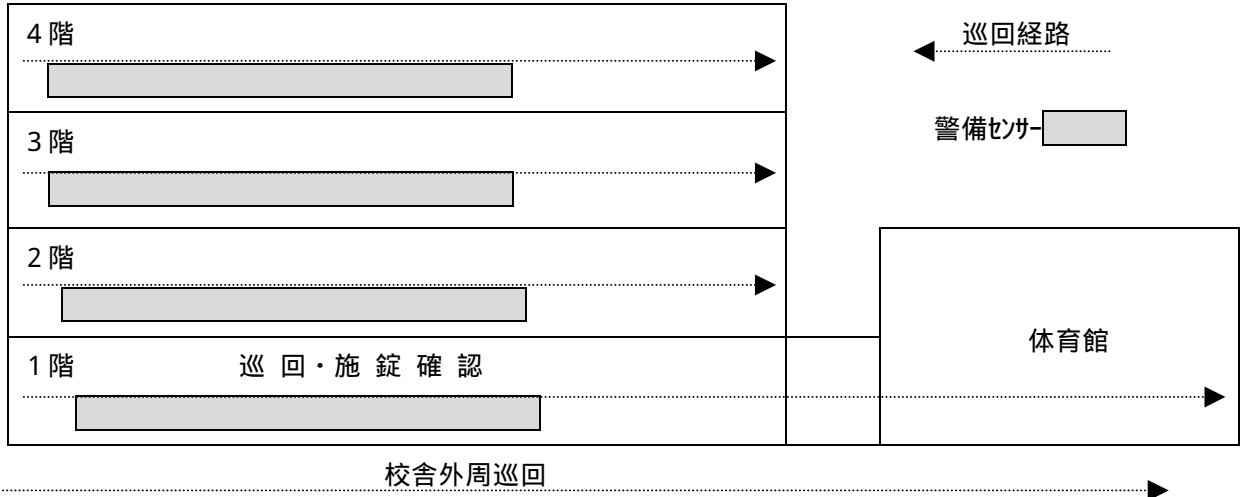 4階
巡回経路
警備ｾﾝｻｰ
3階
2階
体育館
1階
巡回・施錠確認
校舎外周巡回